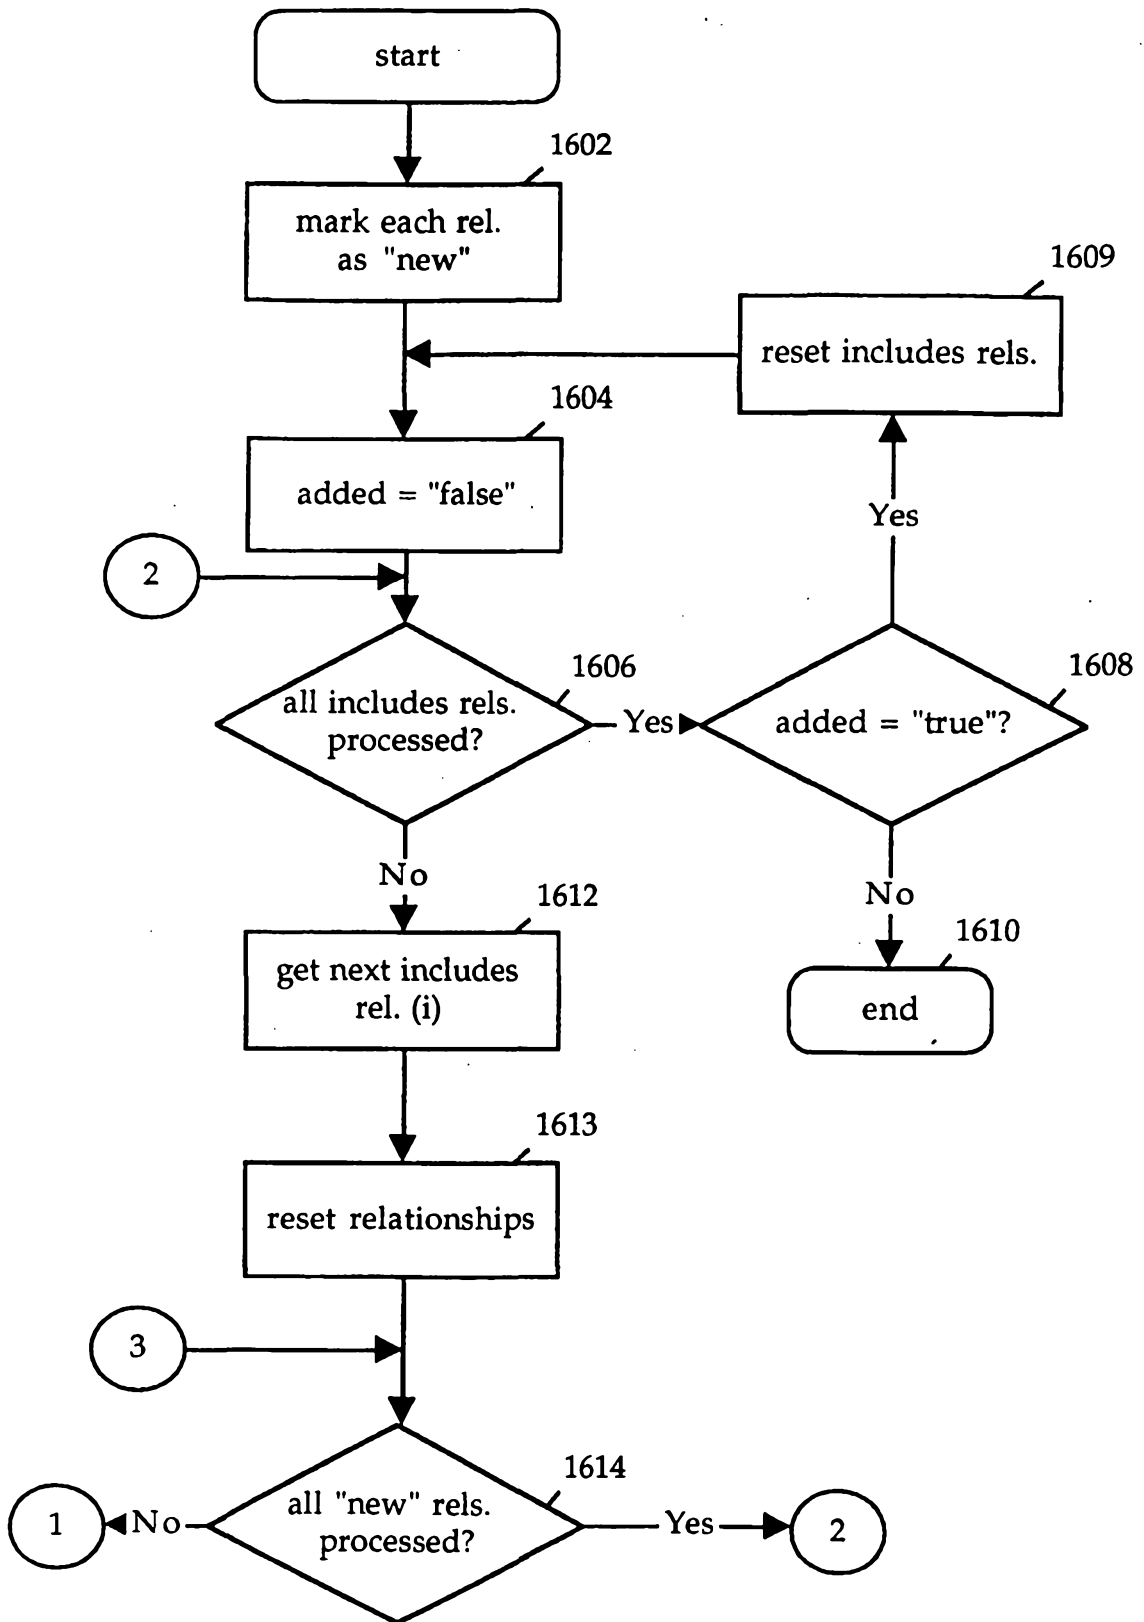 start
1602
mark each rel.
as "new"
1609
reset includes rels.
1604
added = "false"
Yes
2
1606
all includes rels.
processed?
Yes
1608
added = "true"?
No
1612
get next includes
rel. (i)
No
1610
end
1613
reset relationships
3
1614
all "new" rels.
processed?
1
No
Yes
2